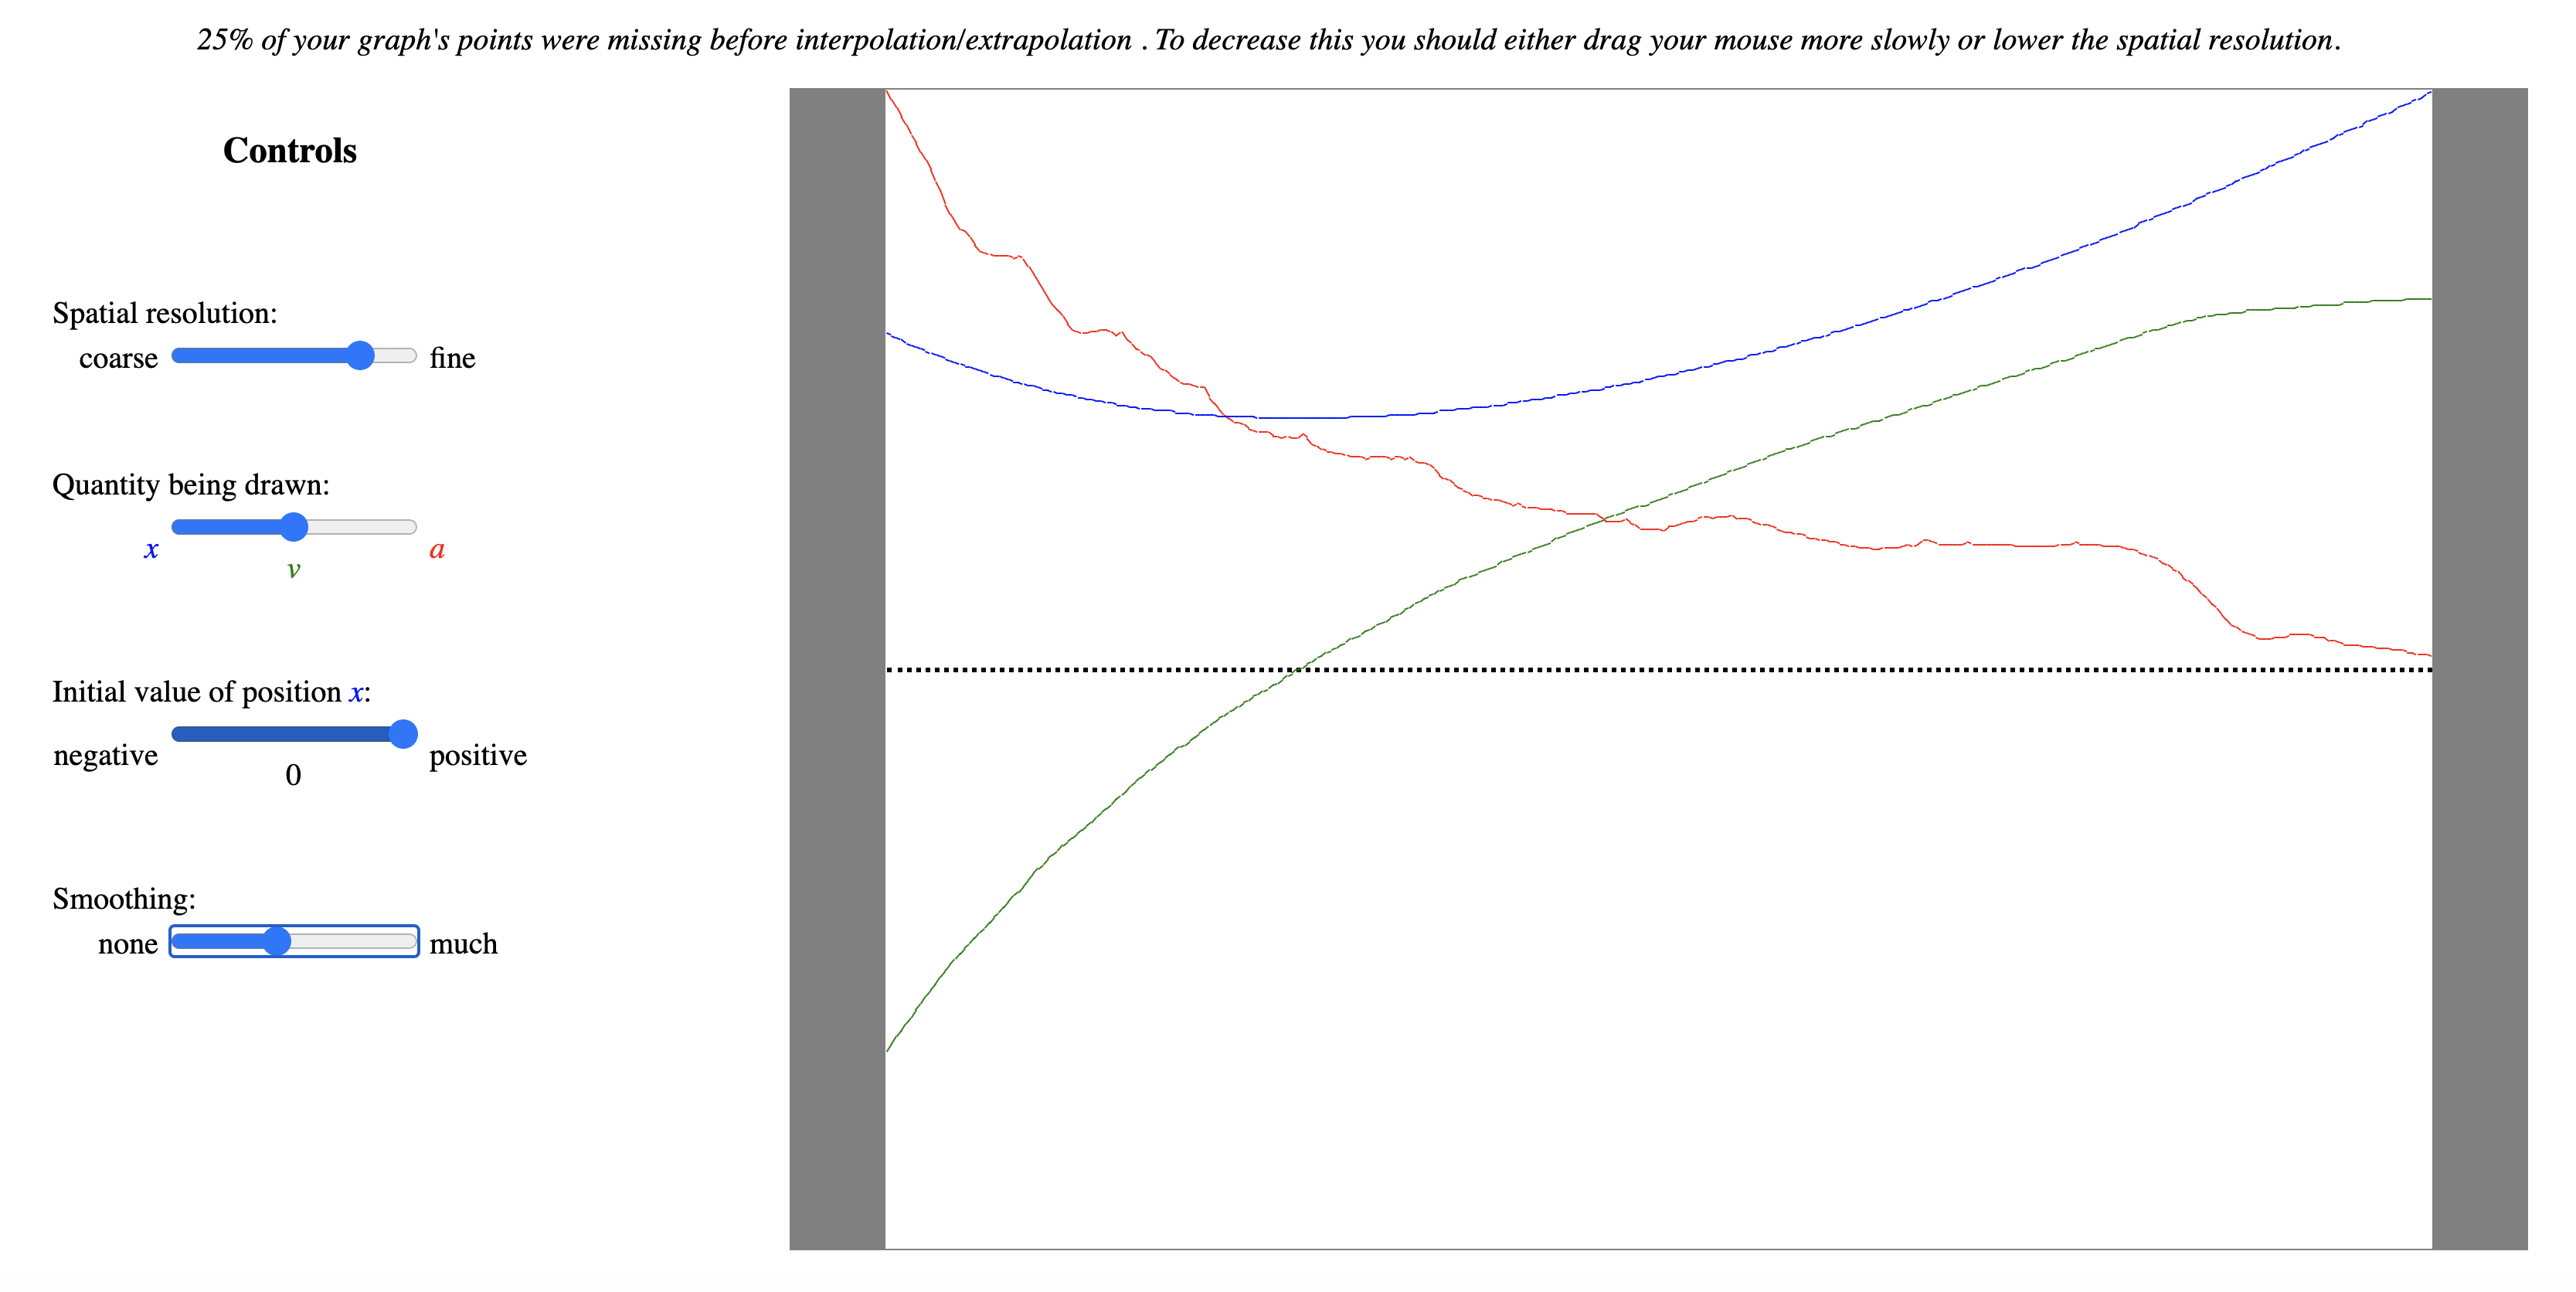 25% of your graph's points were missing before interpolation/extrapolation . To decrease this you should either drag your mouse more slowly or lower the spatial resolution.
Controls
Spatial resolution:
coarse fine
Quantity being drawn:
x a
v
Initial value of position x:
negative positive
0
Smoothing:
none much